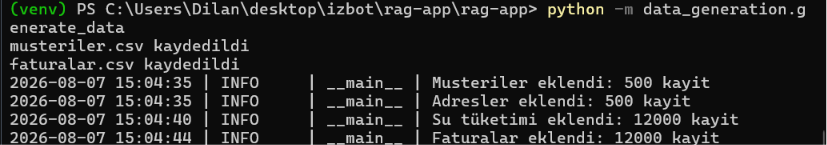 (venv) PS C:\Users\Dilan\desktop\izbot\rag-app\rag-app> python -m data_generation.g
enerate_data
musteriler.csv kaydedildi
faturalar.csv kaydedildi
2026-08-07 15:04:35 | INFO     | __main__ | Musteriler eklendi: 500 kayit
2026-08-07 15:04:35 | INFO     | __main__ | Adresler eklendi: 500 kayit
2026-08-07 15:04:40 | INFO     | __main__ | Su tüketimi eklendi: 12000 kayit
2026-08-07 15:04:44 | INFO     | __main__ | Faturalar eklendi: 12000 kayit